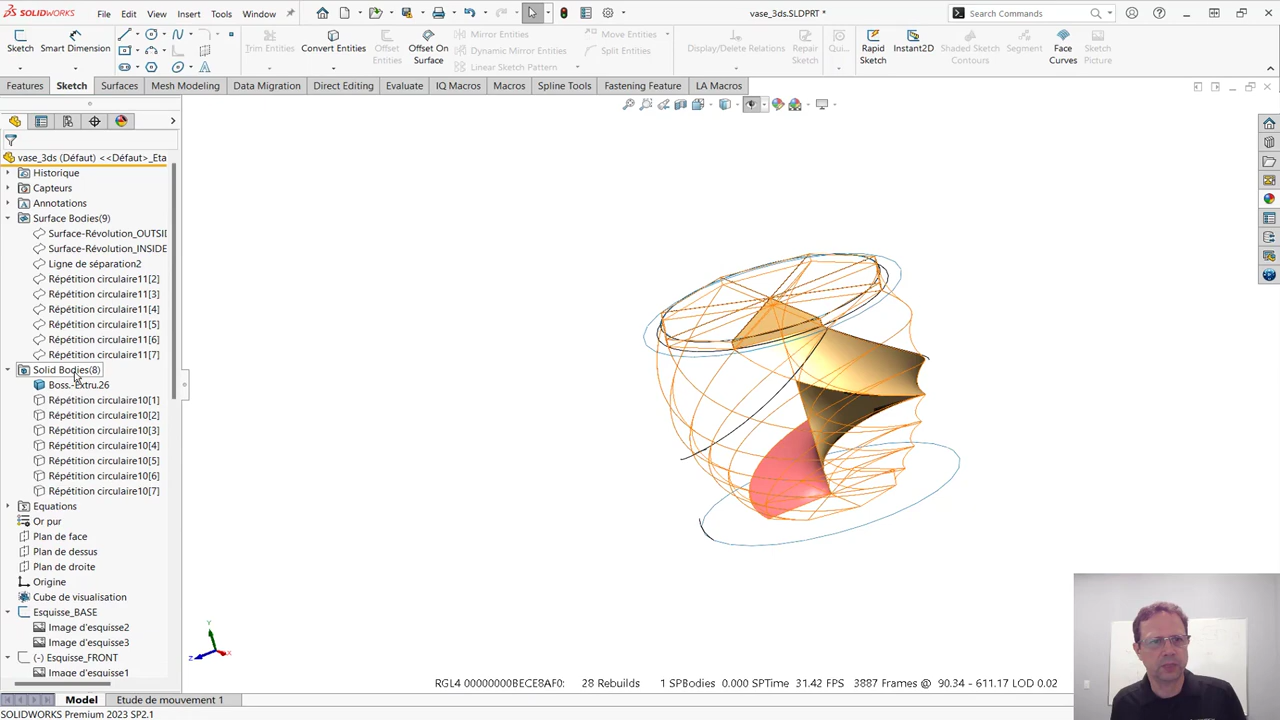 SOLIDWORKS File Edit View Insert Tools Window vase_3ds.SLDPRT * Search Commands
Sketch Smart Dimension Trim Entities Convert Entities Offset Entities Offset On Surface Mirror Entities Dynamic Mirror Entities Linear Sketch Pattern Move Entities Split Entities Display/Delete Relations Repair Sketch Qui... Rapid Sketch Instant2D Shaded Sketch Contours Segment Face Curves Sketch Picture
Features Sketch Surfaces Mesh Modeling Data Migration Direct Editing Evaluate IQ Macros Macros Spline Tools Fastening Feature LA Macros
vase_3ds (Défaut) <<Défaut>_Eta
Historique
Capteurs
Annotations
Surface Bodies(9)
Surface-Révolution_OUTSI
Surface-Révolution_INSIDE
Ligne de séparation2
Répétition circulaire11[2]
Répétition circulaire11[3]
Répétition circulaire11[4]
Répétition circulaire11[5]
Répétition circulaire11[6]
Répétition circulaire11[7]
Solid Bodies(8)
Boss.-Extru.26
Répétition circulaire10[1]
Répétition circulaire10[2]
Répétition circulaire10[3]
Répétition circulaire10[4]
Répétition circulaire10[5]
Répétition circulaire10[6]
Répétition circulaire10[7]
Equations
Or pur
Plan de face
Plan de dessus
Plan de droite
Origine
Cube de visualisation
Esquisse_BASE
Image d'esquisse2
Image d'esquisse3
(-) Esquisse_FRONT
Image d'esquisse1
Y
Z
X
RGL4 00000000BECE8AF0: 28 Rebuilds 1 SPBodies 0.000 SPTime 31.42 FPS 3887 Frames @ 90.34 - 611.17 LOD 0.02
Model Etude de mouvement 1
SOLIDWORKS Premium 2023 SP2.1